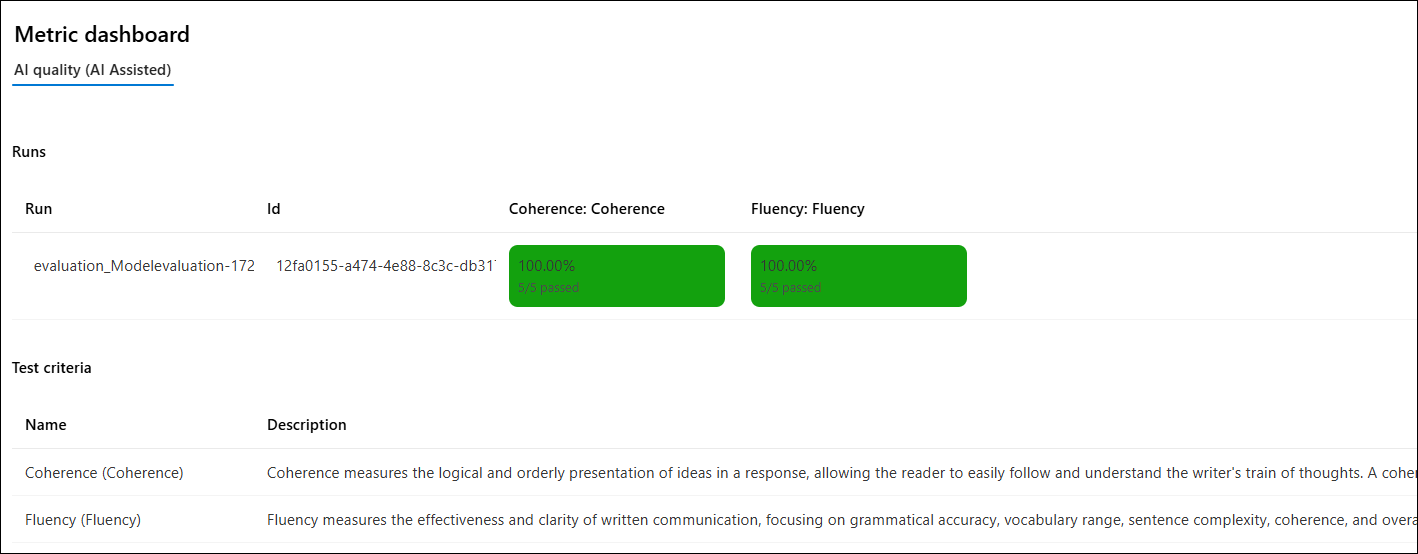 Metric dashboard
AI quality (AI Assisted)
Runs
Run Id Coherence: Coherence Fluency: Fluency
evaluation_Modelevaluation-172 12fa0155-a474-4e88-8c3c-db317 100.00% 100.00%
5/5 passed 5/5 passed
Test criteria
Name Description
Coherence (Coherence) Coherence measures the logical and orderly presentation of ideas in a response, allowing the reader to easily follow and understand the writer's train of thoughts. A coher
Fluency (Fluency) Fluency measures the effectiveness and clarity of written communication, focusing on grammatical accuracy, vocabulary range, sentence complexity, coherence, and overa